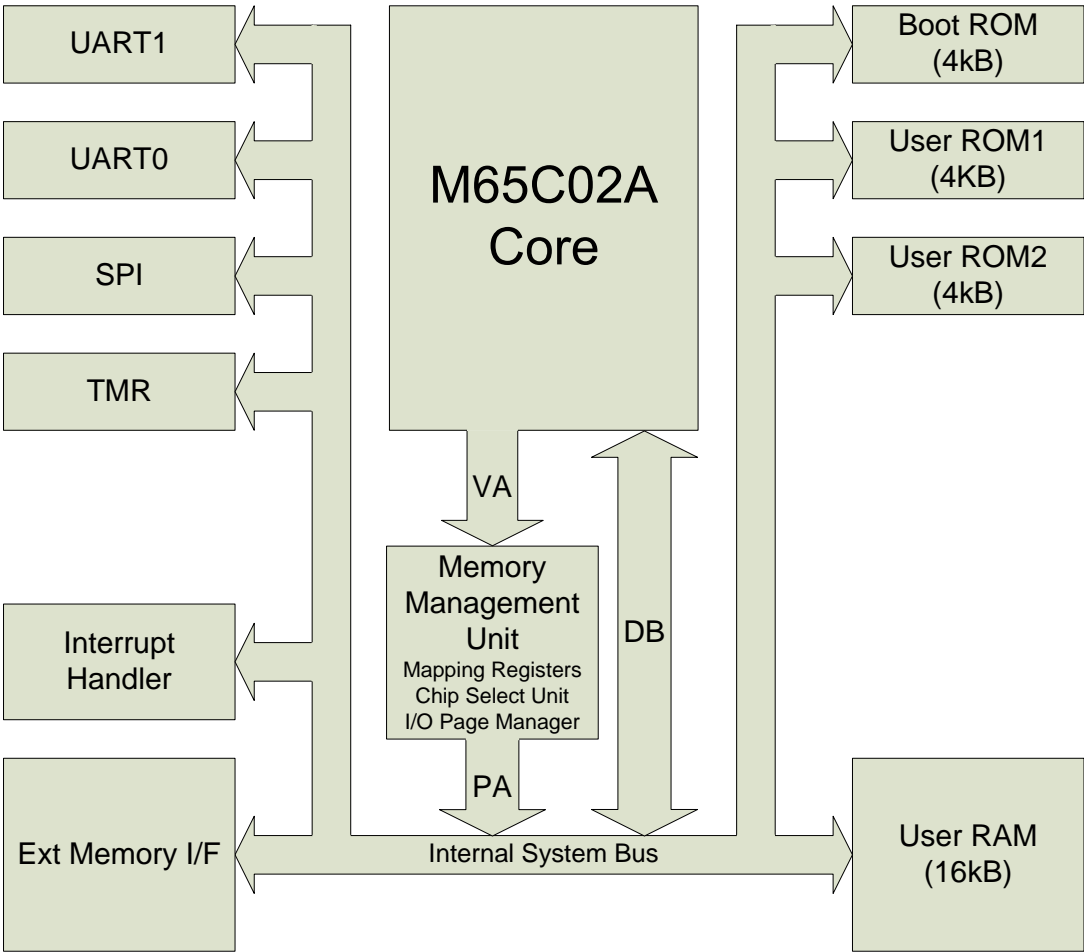 UART1
UART0
SPI
TMR
Interrupt
Handler
Ext Memory I/F
M65C02A
Core
VA
Memory
Management
Unit
Mapping Registers
Chip Select Unit
I/O Page Manager
PA
DB
Internal System Bus
Boot ROM
(4kB)
User ROM1
(4KB)
User ROM2
(4kB)
User RAM
(16kB)